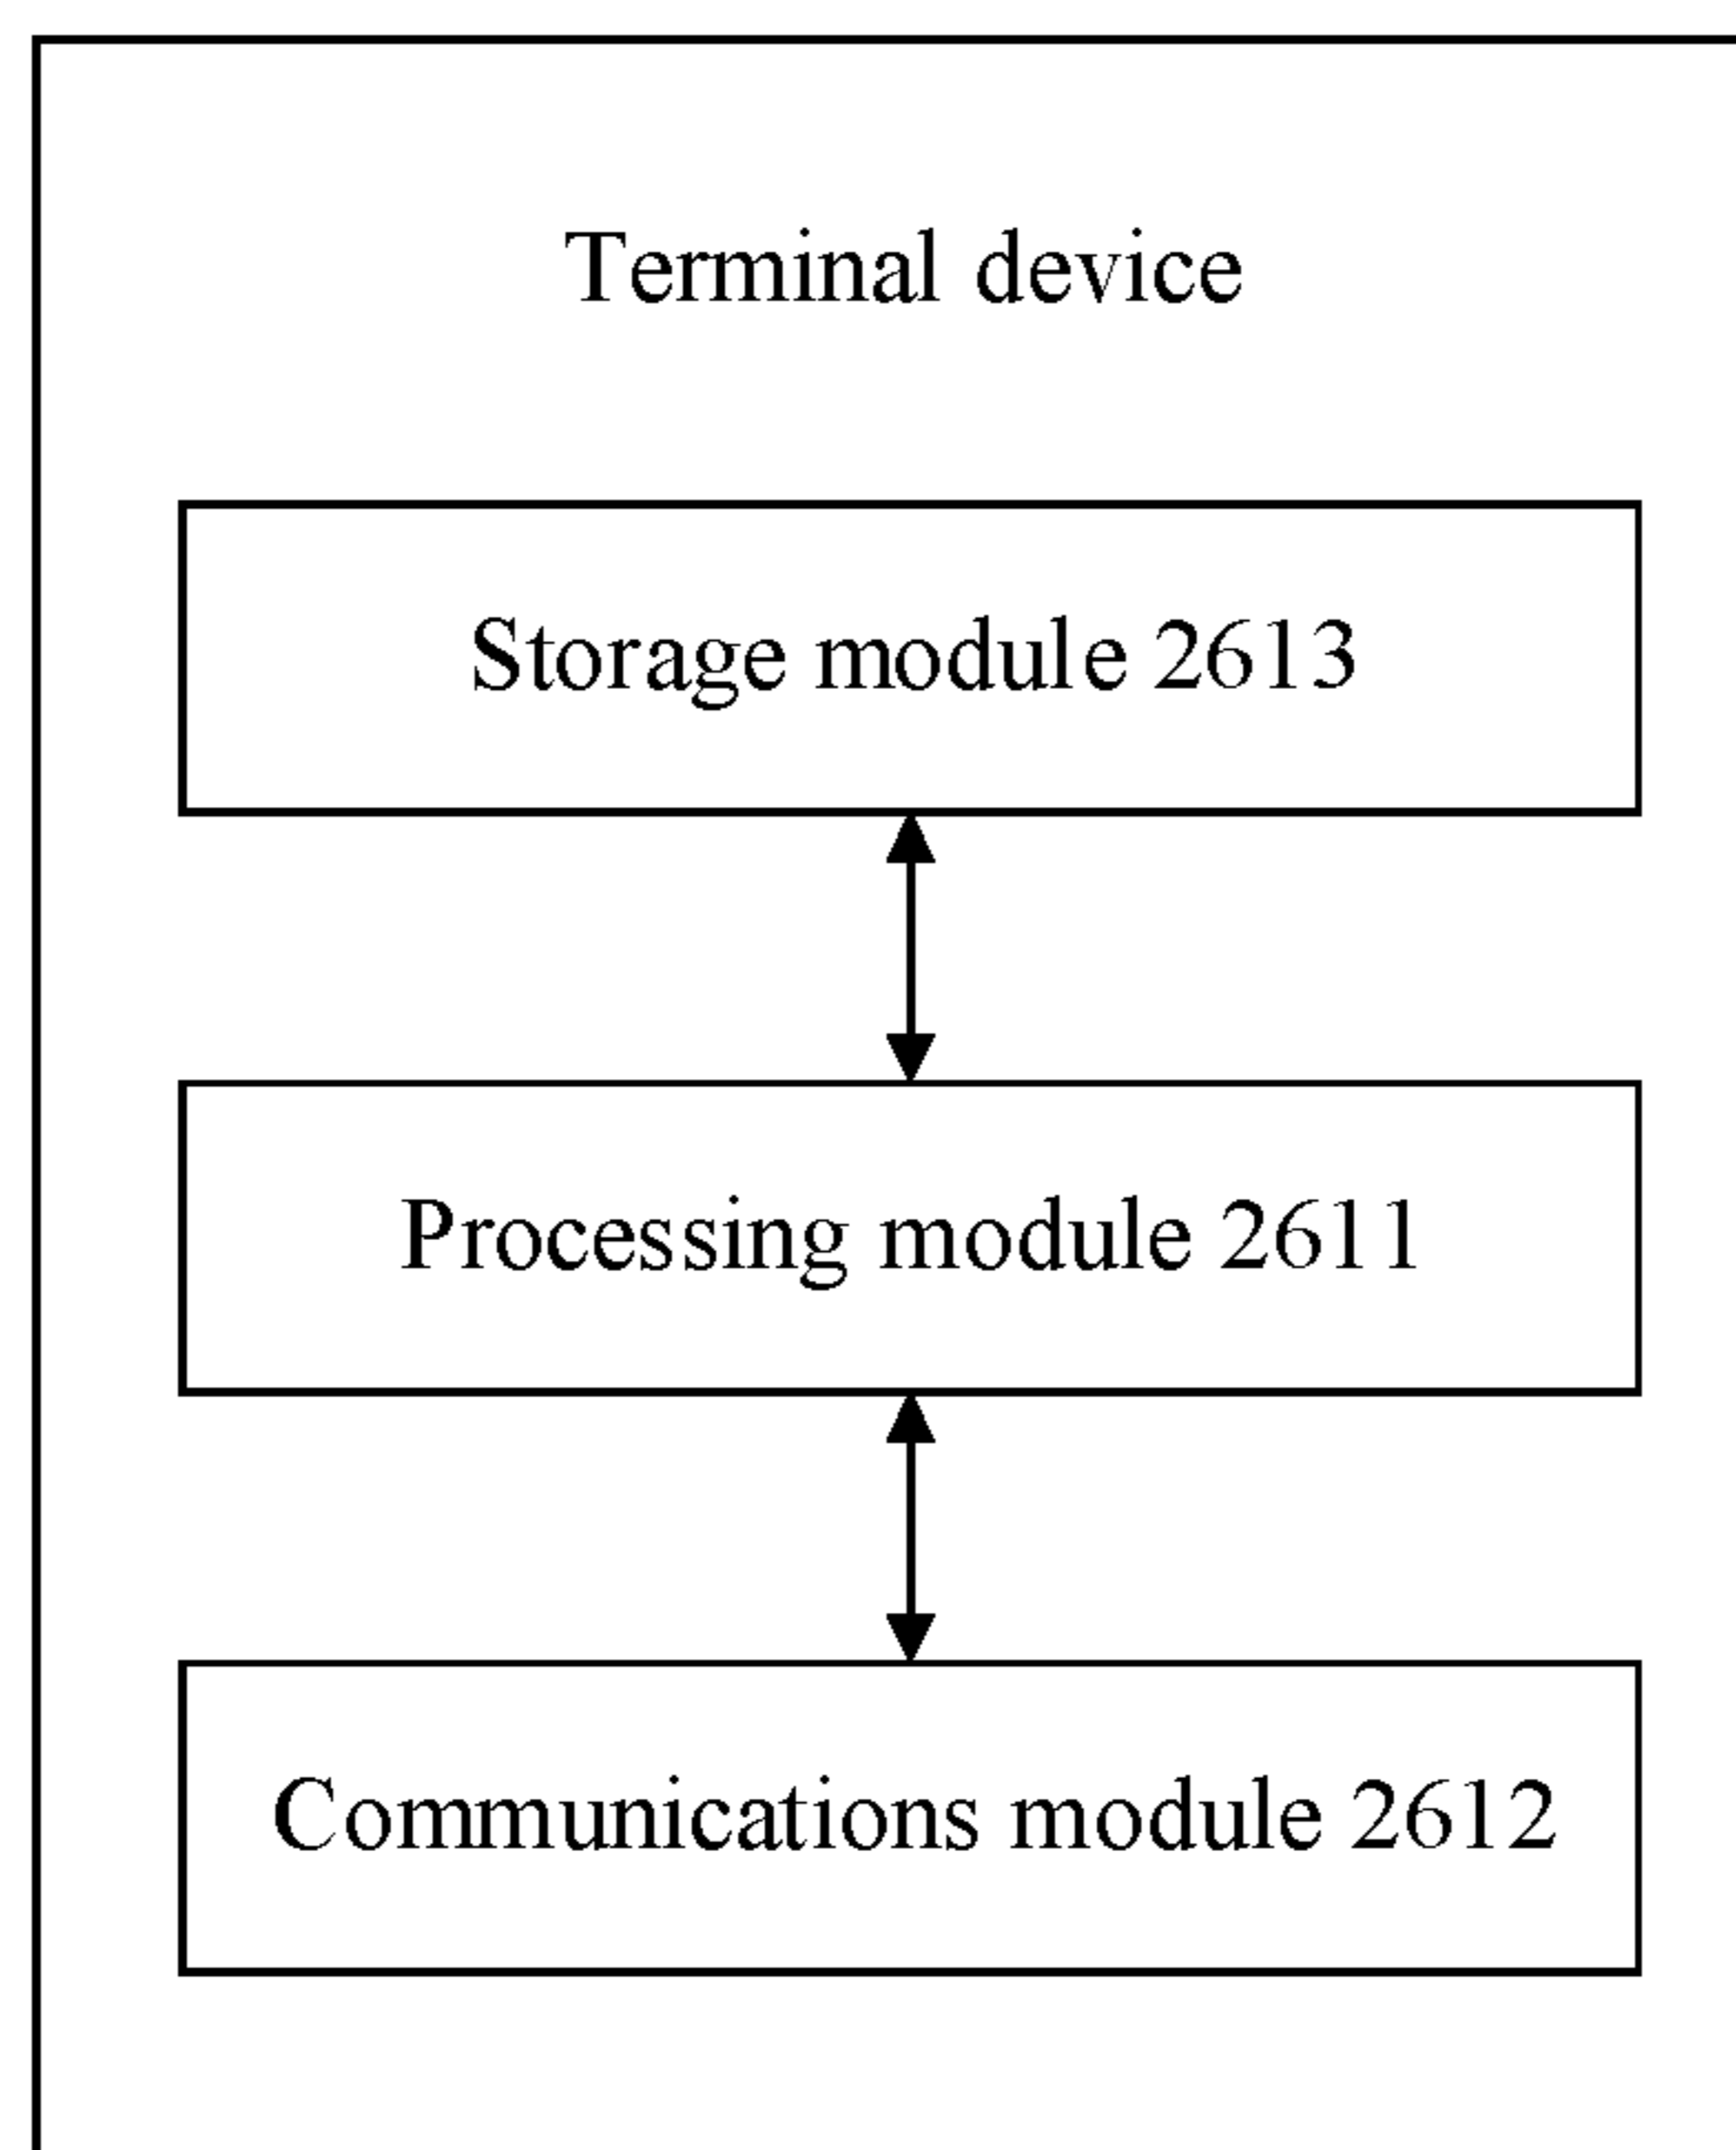 Terminal device
Storage module 2613
Processing module 2611
Communications module 2612